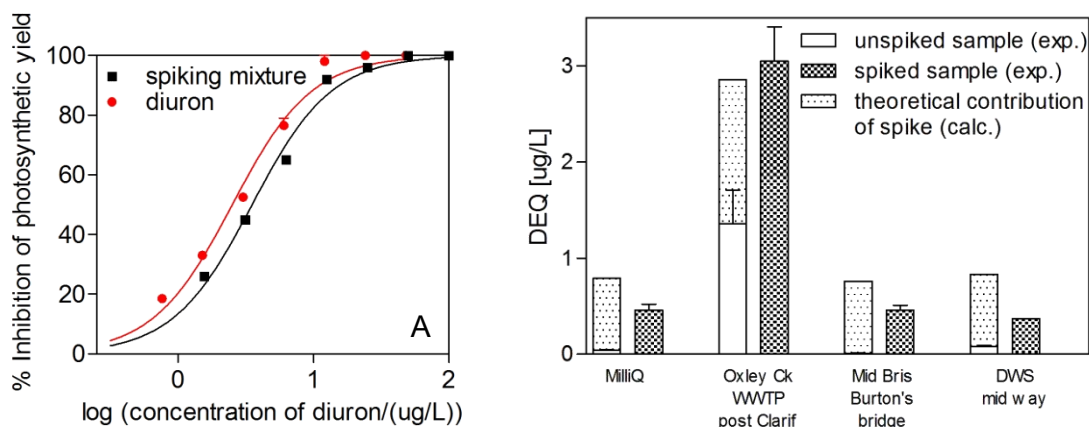 % Inhibition of photosynthetic yield
100
80
60
40
20
0
spiking mixture
diuron
A
0
1
2
log (concentration of diuron/(ug/L))
DEQ [ug/L]
3
2
1
0
unspiked sample (exp.)
spiked sample (exp.)
theoretical contribution
of spike (calc.)
MilliQ
Oxley Ck
WWTP
post Clarif
Mid Bris
Burton's
bridge
DWS
mid way